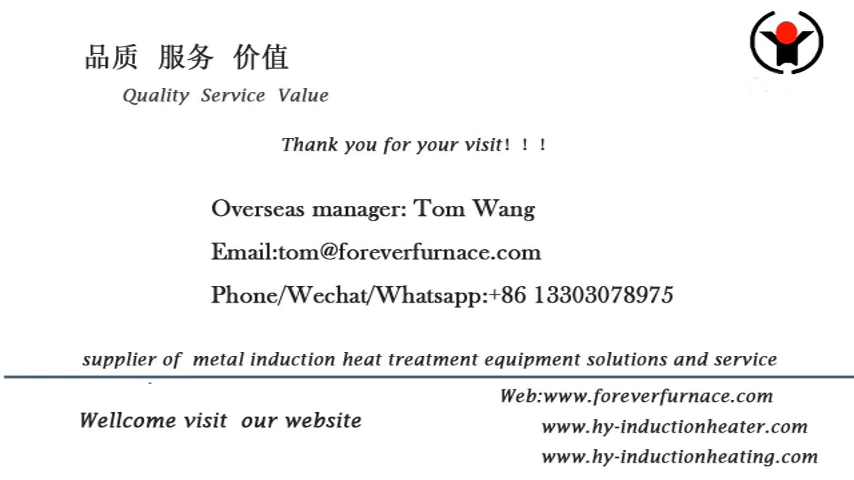 品质 服务 价值
Quality Service Value
Thank you for your visit! ! !
Overseas manager: Tom Wang
Email:tom@foreverfurnace.com
Phone/Wechat/Whatsapp:+86 13303078975
supplier of metal induction heat treatment equipment solutions and service
Web:www.foreverfurnace.com
Wellcome visit our website
www.hy-inductionheater.com
www.hy-inductionheating.com